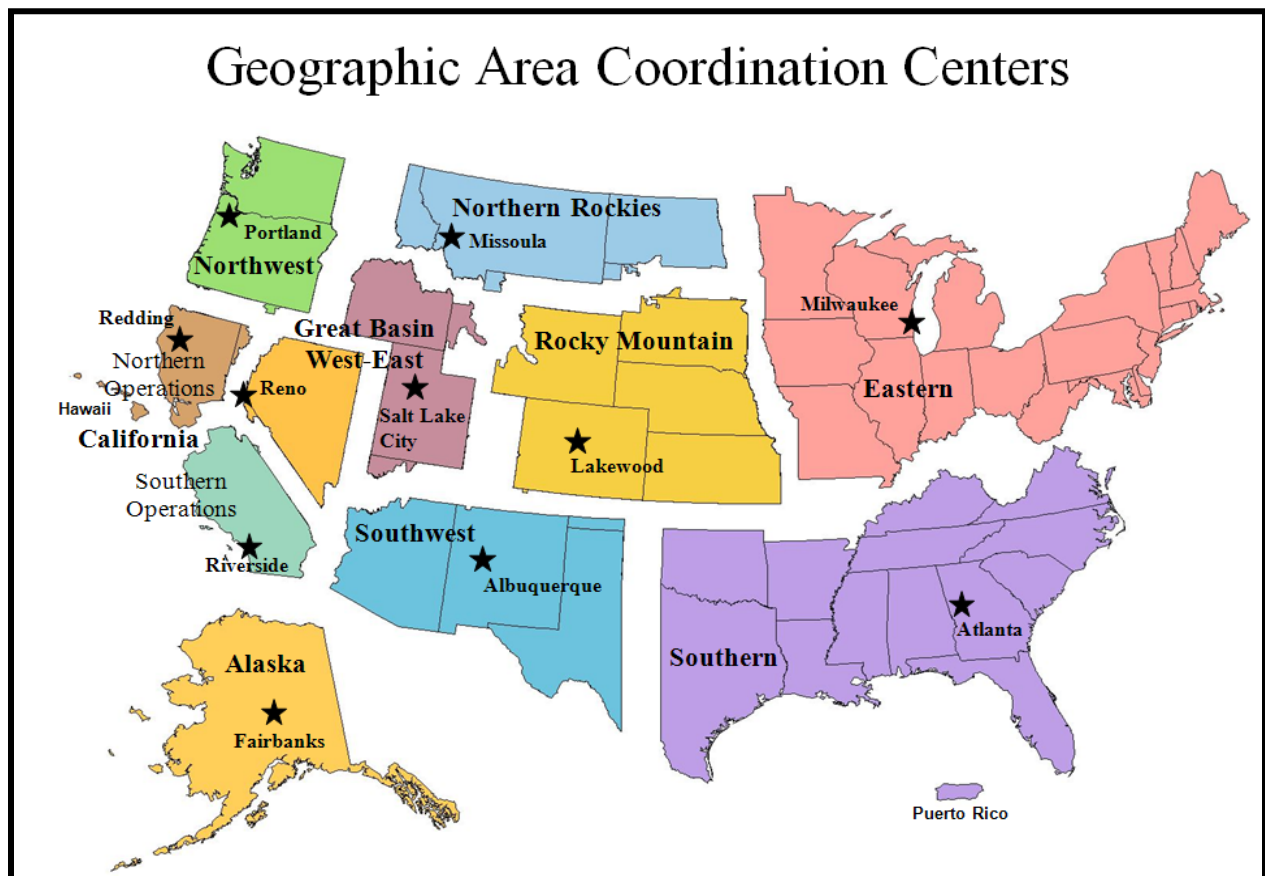 Geographic Area Coordination Centers
Portland
Northwest
Northern Rockies
Missoula
Redding
Northern
Operations
Hawaii
California
Great Basin
West-East
Reno
Salt Lake
City
Rocky Mountain
Lakewood
Milwaukee
Eastern
Southern
Operations
Riverside
Southwest
Albuquerque
Southern
Atlanta
Alaska
Fairbanks
Puerto Rico